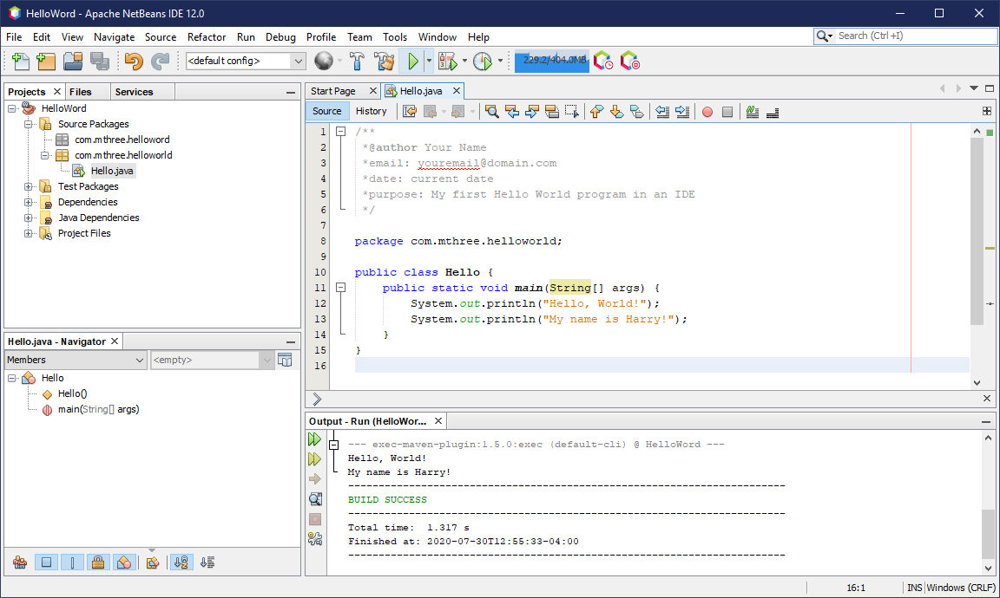 HelloWord - Apache NetBeans IDE 12.0
File Edit View Navigate Source Refactor Run Debug Profile Team Tools Window Help
Search (Ctrl+I)
<default config>
229.2/404.0MB
Projects Files Services
HelloWord
Source Packages
com.mthree.helloword
com.mthree.helloworld
Hello.java
Test Packages
Dependencies
Java Dependencies
Project Files
Hello.java - Navigator
Members <empty>
Hello
Hello()
main(String[] args)
Start Page Hello.java
Source History
1 /**
2 *@author Your Name
3 *email: youremail@domain.com
4 *date: current date
5 *purpose: My first Hello World program in an IDE
6 */
7
8 package com.mthree.helloworld;
9
10 public class Hello {
11 public static void main(String[] args) {
12 System.out.println("Hello, World!");
13 System.out.println("My name is Harry!");
14 }
15 }
16
Output - Run (HelloWor...
--- exec-maven-plugin:1.5.0:exec (default-cli) @ HelloWord ---
Hello, World!
My name is Harry!
------------------------------------------------------------------------
BUILD SUCCESS
------------------------------------------------------------------------
Total time: 1.317 s
Finished at: 2020-07-30T12:55:33-04:00
------------------------------------------------------------------------
16:1 INS Windows (CRLF)